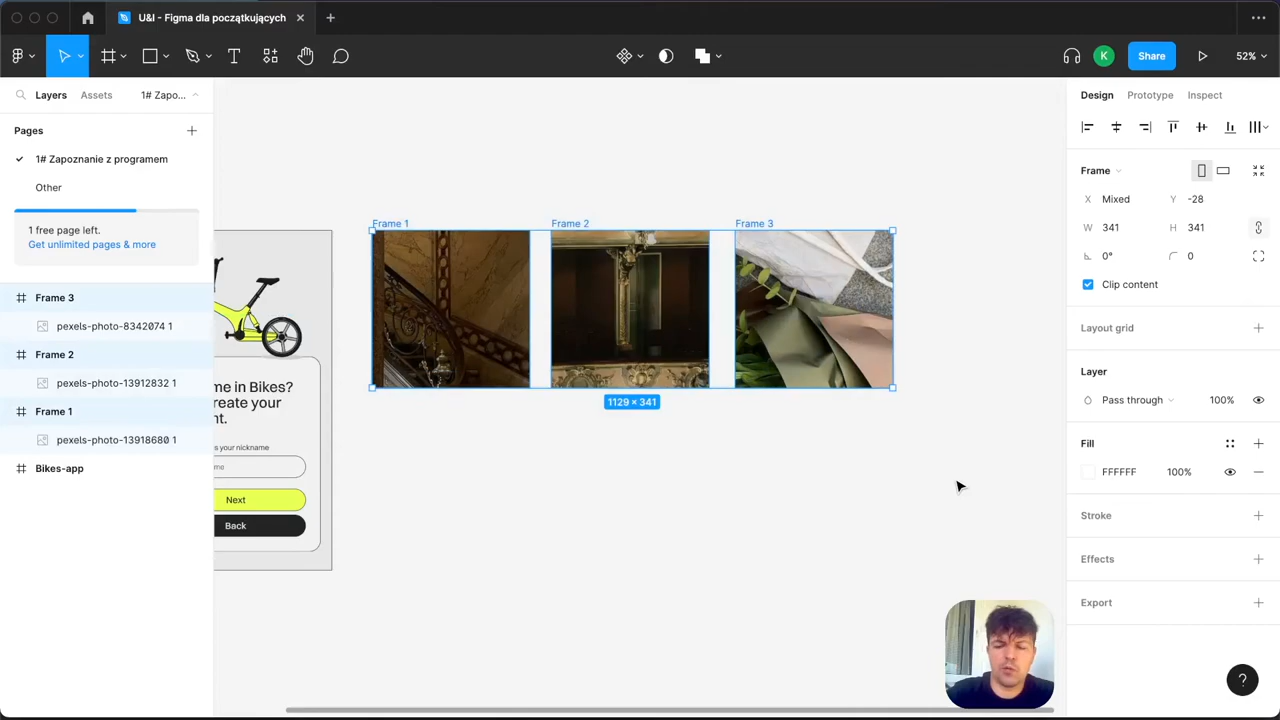 U&I - Figma dla początkujących
Share
K
52%
Layers
Assets
1# Zapo...
Pages
1# Zapoznanie z programem
Other
1 free page left.
Get unlimited pages & more
Frame 3
pexels-photo-8342074 1
Frame 2
pexels-photo-13912832 1
Frame 1
pexels-photo-13918680 1
Bikes-app
me in Bikes?
reate your
nt.
s your nickname
me
Next
Back
Frame 1
Frame 2
Frame 3
1129 × 341
Design
Prototype
Inspect
Frame
X Mixed
Y -28
W 341
H 341
0°
0
Clip content
Layout grid
Layer
Pass through
100%
Fill
FFFFFF
100%
Stroke
Effects
Export
?